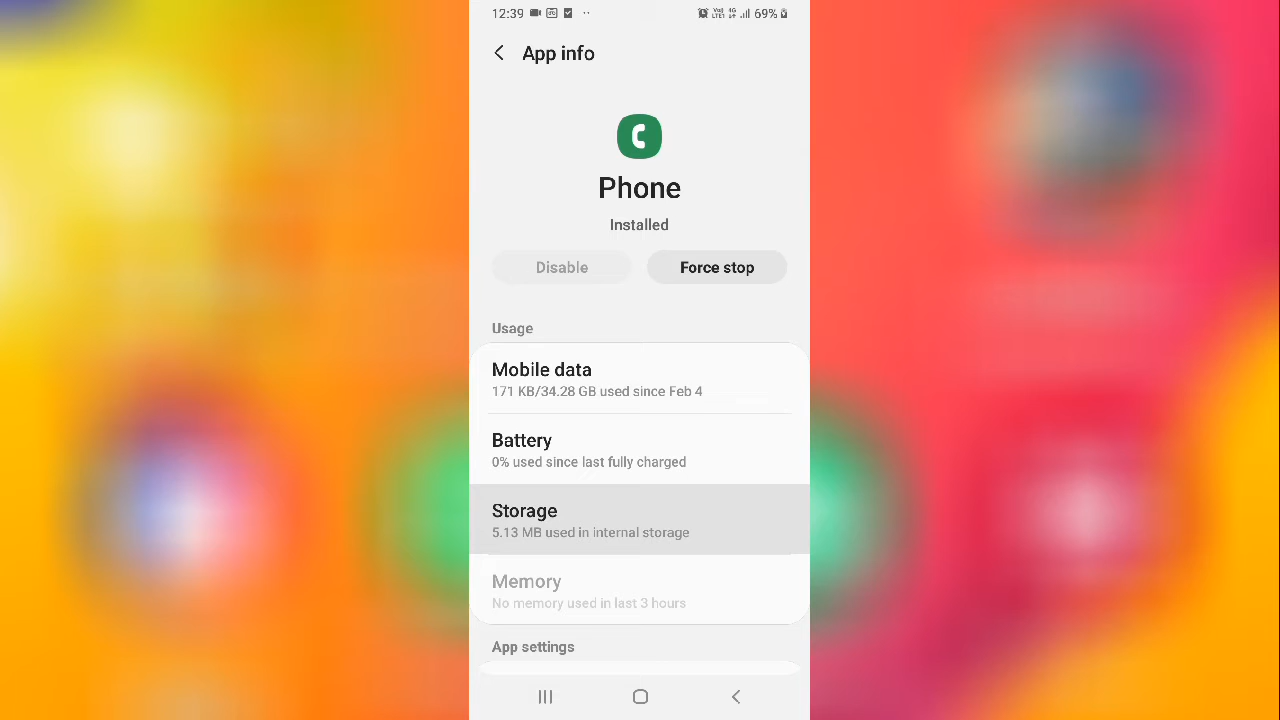 12:39
69%
App info
Phone
Installed
Disable
Force stop
Usage
Mobile data
171 KB/34.28 GB used since Feb 4
Battery
0% used since last fully charged
Storage
5.13 MB used in internal storage
Memory
No memory used in last 3 hours
App settings